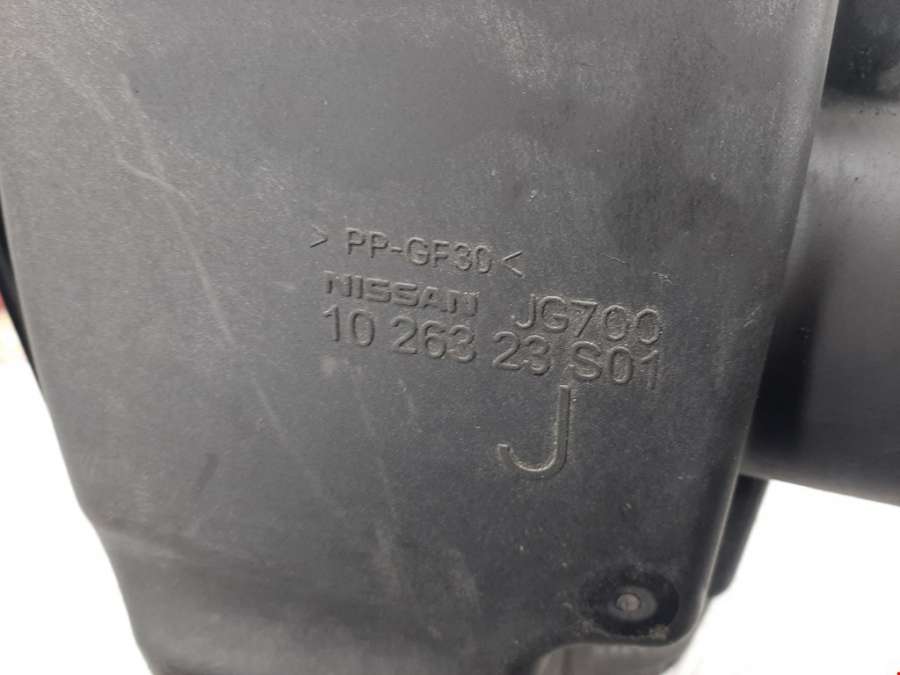 > PP-GF30 <
NISSAN JG700
10 263 23 S01
J